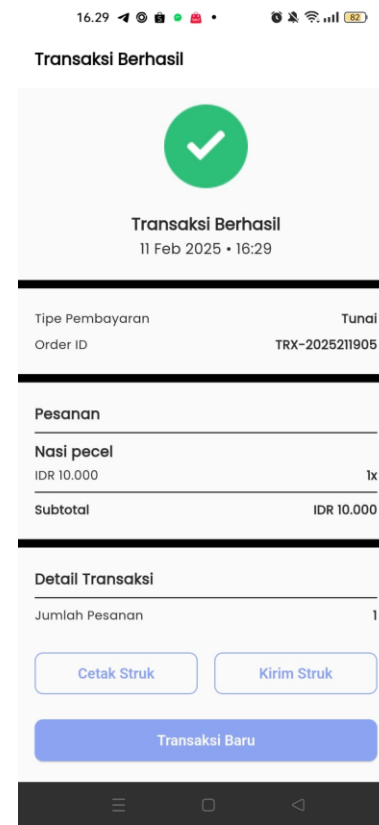 16.29
82
Transaksi Berhasil
Transaksi Berhasil
11 Feb 2025 • 16:29
Tipe Pembayaran Tunai
Order ID TRX-2025211905
Pesanan
Nasi pecel
IDR 10.000 1x
Subtotal IDR 10.000
Detail Transaksi
Jumlah Pesanan 1
Cetak Struk Kirim Struk
Transaksi Baru